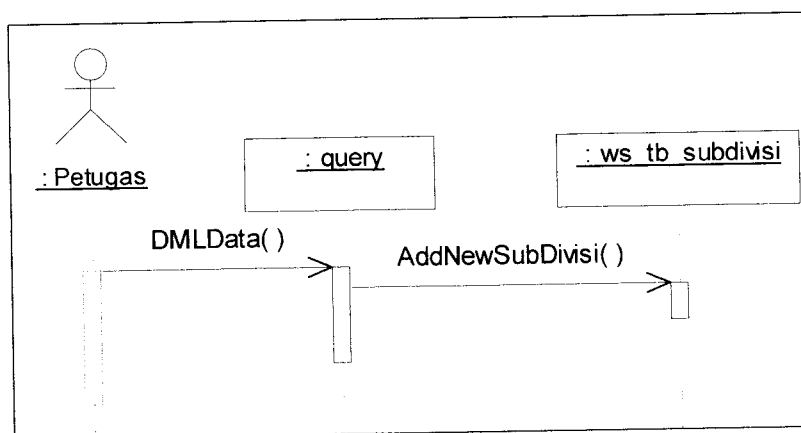 : Petugas
: query
: ws_tb_subdivisi
DMLData( )
AddNewSubDivisi( )